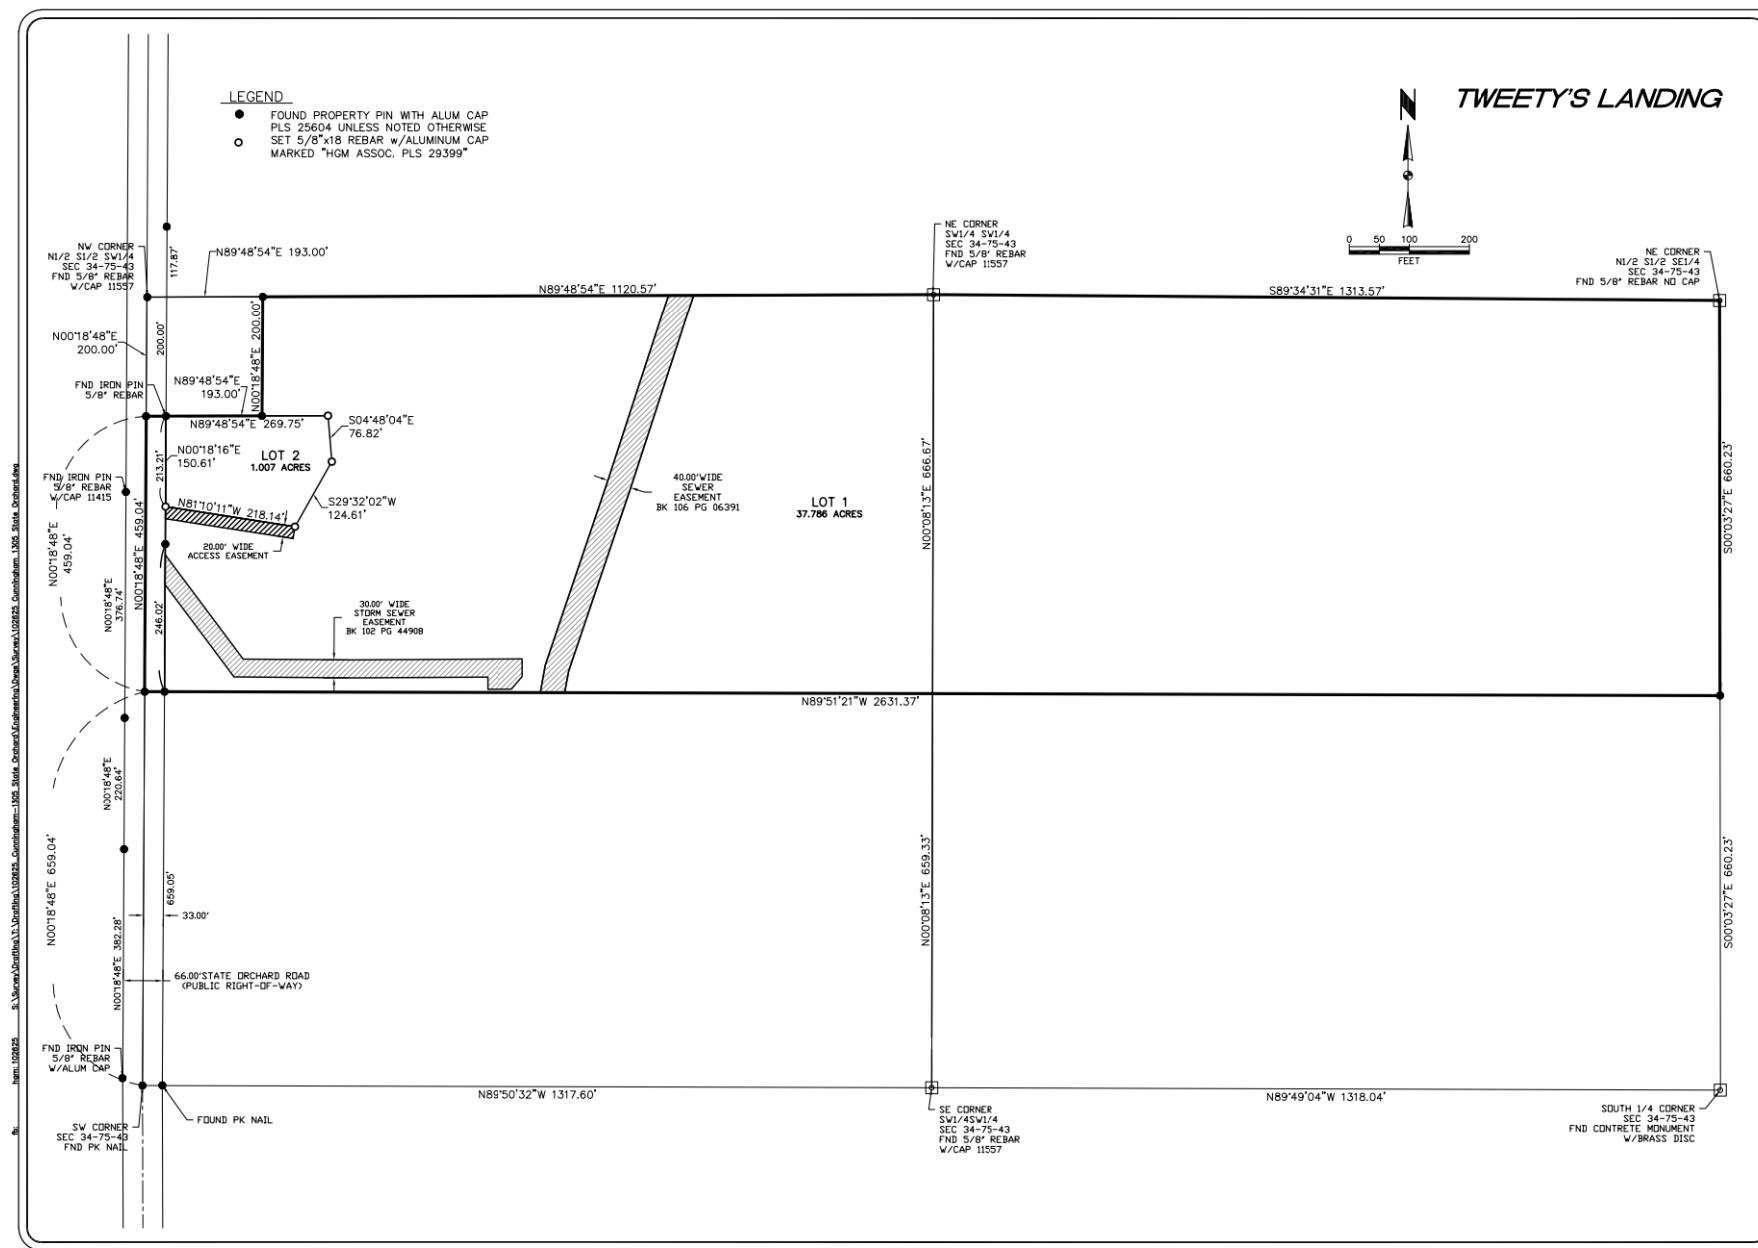 TWEETY'S LANDING
N
0 50 100 200
FEET
LEGEND
FOUND PROPERTY PIN WITH ALUM CAP
PLS 25604 UNLESS NOTED OTHERWISE
SET 5/8"x18 REBAR w/ALUMINUM CAP
MARKED "HGM ASSOC. PLS 29399"
NW CORNER
N1/2 S1/2 SW1/4
SEC 34-75-43
FND 5/8" REBAR
W/CAP 11557
117.87'
N89°48'54"E 193.00'
NE CORNER
SW1/4 SW1/4
SEC 34-75-43
FND 5/8" REBAR
W/CAP 11557
NE CORNER
N1/2 S1/2 SE1/4
SEC 34-75-43
FND 5/8" REBAR NO CAP
N89°48'54"E 1120.57'
S89°34'31"E 1313.57'
N00°18'48"E
200.00'
200.00'
N00°18'48"E 200.00'
FND IRON PIN
5/8" REBAR
N89°48'54"E
193.00'
N89°48'54"E 269.75'
S04°48'04"E
76.82'
N00°18'16"E
150.61'
213.21'
LOT 2
1.007 ACRES
FND IRON PIN
5/8" REBAR
W/CAP 11415
N81°10'11"W 218.14'
S29°32'02"W
124.61'
20.00' WIDE
ACCESS EASEMENT
40.00'WIDE
SEWER
EASEMENT
BK 106 PG 06391
LOT 1
37.786 ACRES
N00°08'13"E 666.67'
S00°03'27"E 660.23'
N00°18'48"E
459.04'
N00°18'48"E 459.04'
N00°18'48"E
376.74'
246.02'
30.00' WIDE
STORM SEWER
EASEMENT
BK 102 PG 44908
N89°51'21"W 2631.37'
N00°18'48"E
220.64'
N00°18'48"E 659.04'
659.05'
33.00'
N00°18'48"E 382.28'
66.00'STATE ORCHARD ROAD
(PUBLIC RIGHT-OF-WAY)
N00°08'13"E 659.33'
S00°03'27"E 660.23'
FND IRON PIN
5/8" REBAR
W/ALUM CAP
N89°50'32"W 1317.60'
N89°49'04"W 1318.04'
FOUND PK NAIL
SW CORNER
SEC 34-75-43
FND PK NAIL
SE CORNER
SW1/4SW1/4
SEC 34-75-43
FND 5/8" REBAR
W/CAP 11557
SOUTH 1/4 CORNER
SEC 34-75-43
FND CONCRETE MONUMENT
W/BRASS DISC